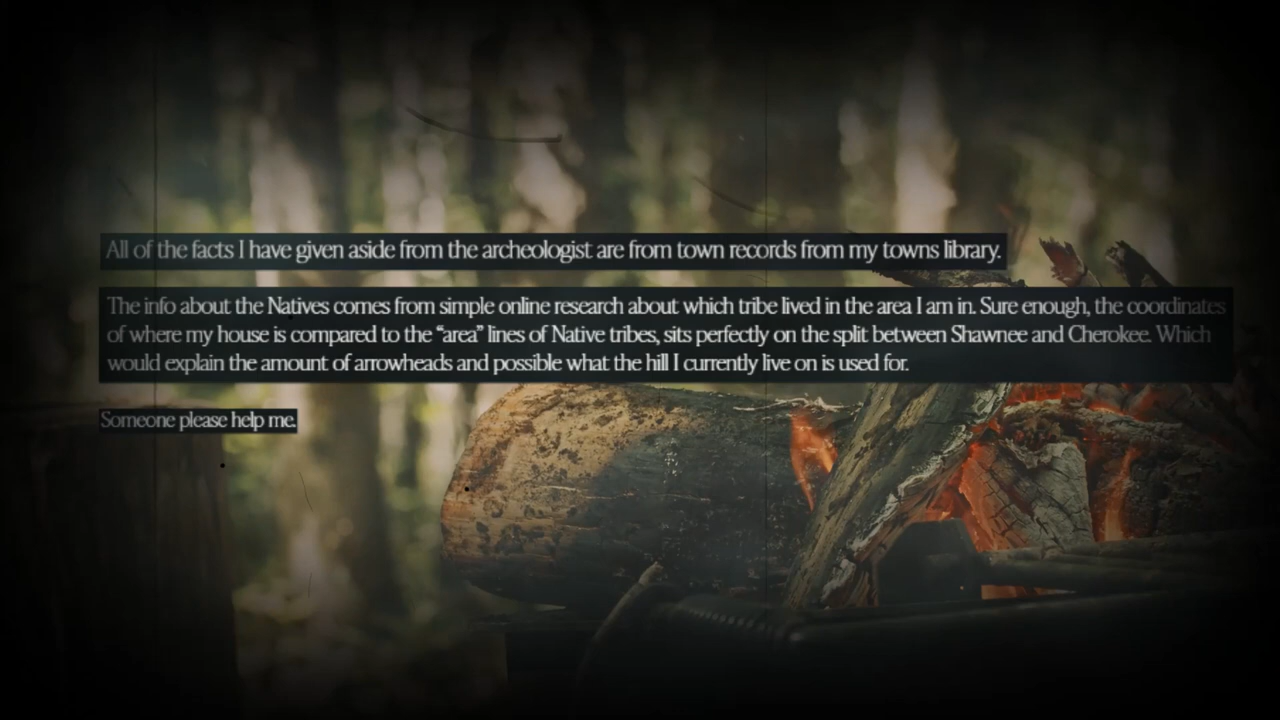 All of the facts I have given aside from the archeologist are from town records from my towns library.
The info about the Natives comes from simple online research about which tribe lived in the area I am in. Sure enough, the coordinates
of where my house is compared to the “area” lines of Native tribes, sits perfectly on the split between Shawnee and Cherokee. Which
would explain the amount of arrowheads and possible what the hill I currently live on is used for.
Someone please help me.